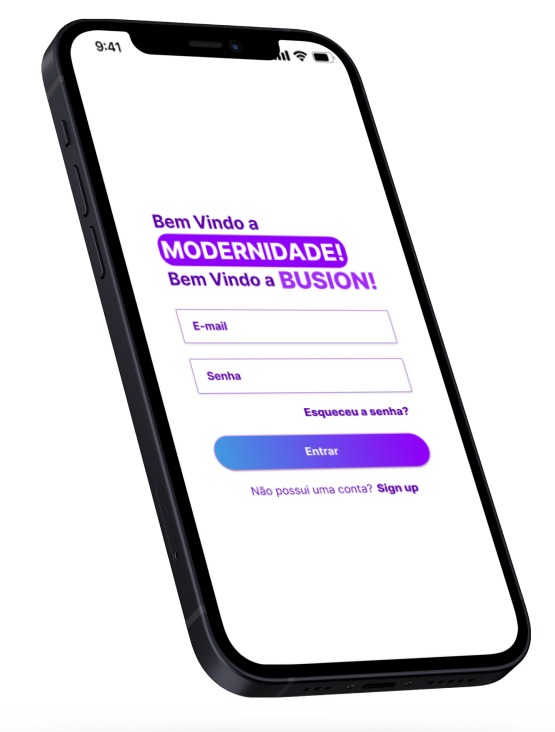 9:41
Bem Vindo a
MODERNIDADE!
Bem Vindo a BUSION!
E-mail
Senha
Esqueceu a senha?
Entrar
Não possui uma conta? Sign up